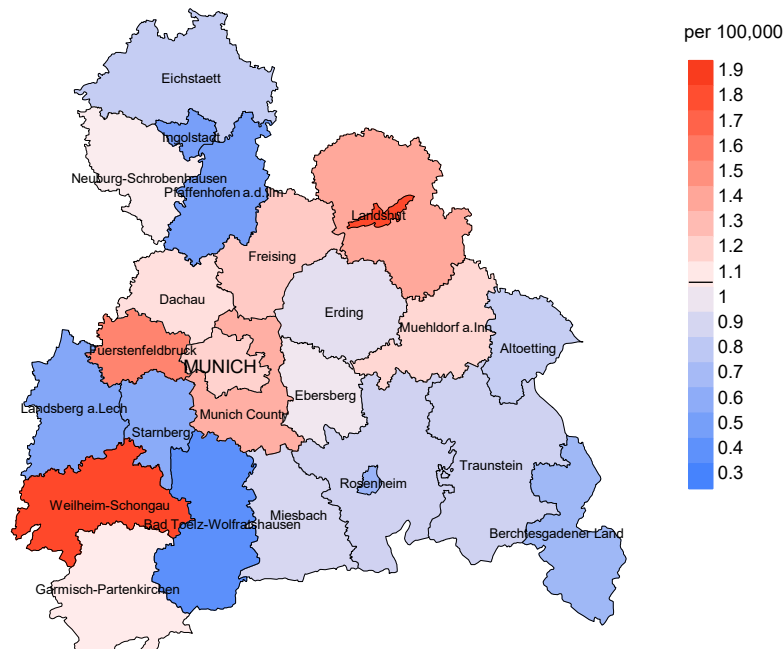 per 100,000
1.9
1.8
1.7
1.6
1.5
1.4
1.3
1.2
1.1
1
0.9
0.8
0.7
0.6
0.5
0.4
0.3
Eichstaett
Ingolstadt
Neuburg-Schrobenhausen
Pfaffenhofen a.d.Ilm
Landshut
Freising
Dachau
Erding
Muehldorf a.Inn
Altoetting
Fuerstenfeldbruck
MUNICH
Ebersberg
Landsberg a.Lech
Munich County
Starnberg
Traunstein
Rosenheim
Weilheim-Schongau
Miesbach
Bad Toelz-Wolfratshausen
Berchtesgadener Land
Garmisch-Partenkirchen